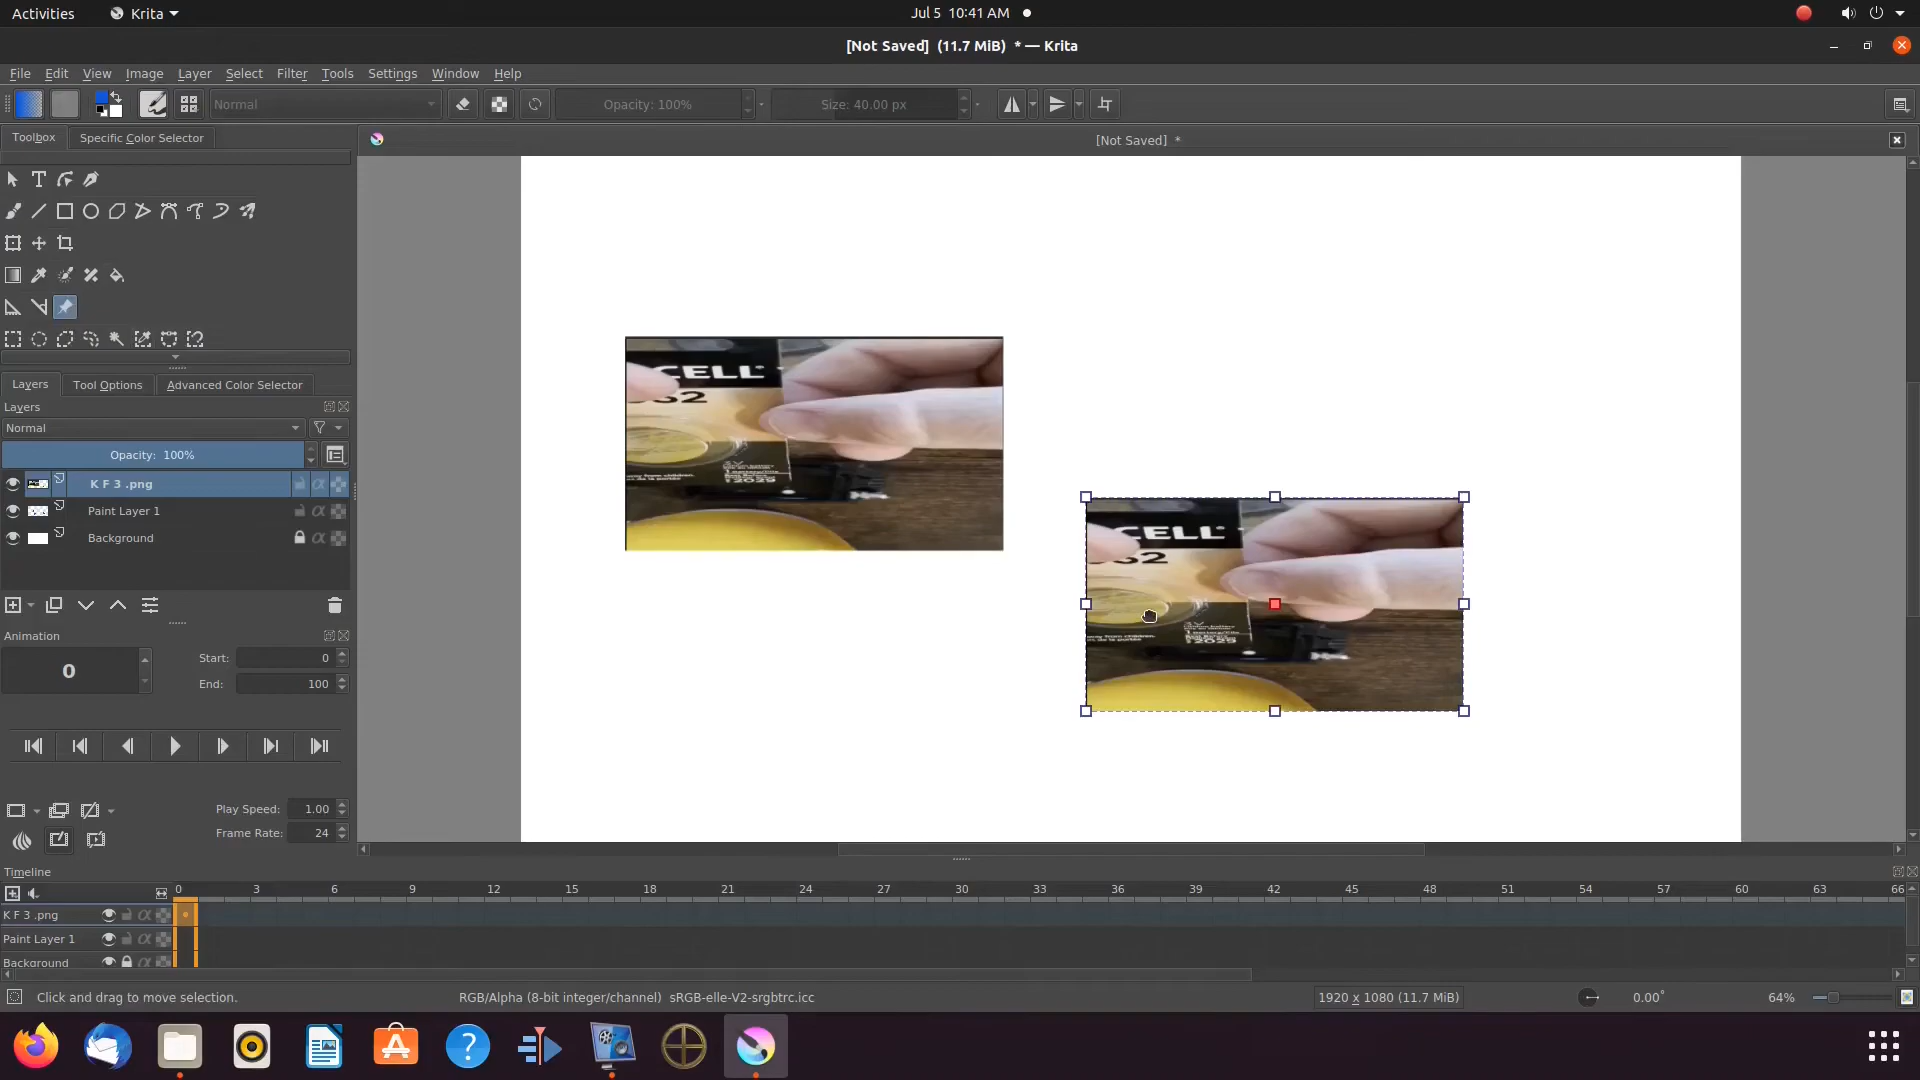 Activities
Krita
Jul 5 10:41 AM
[Not Saved] (11.7 MiB) * — Krita
File Edit View Image Layer Select Filter Tools Settings Window Help
Normal
Opacity: 100%
Size: 40.00 px
Toolbox
Specific Color Selector
[Not Saved] *
Layers
Tool Options
Advanced Color Selector
Layers
Normal
Opacity: 100%
K F 3 .png
Paint Layer 1
Background
Animation
0
Start: 0
End: 100
Play Speed: 1.00
Frame Rate: 24
CELL
2029
CELL
2029
Timeline
0 3 6 9 12 15 18 21 24 27 30 33 36 39 42 45 48 51 54 57 60 63 66
K F 3 .png
Paint Layer 1
Background
Click and drag to move selection.
RGB/Alpha (8-bit integer/channel) sRGB-elle-V2-srgbtrc.icc
1920 x 1080 (11.7 MiB)
0.00°
64%